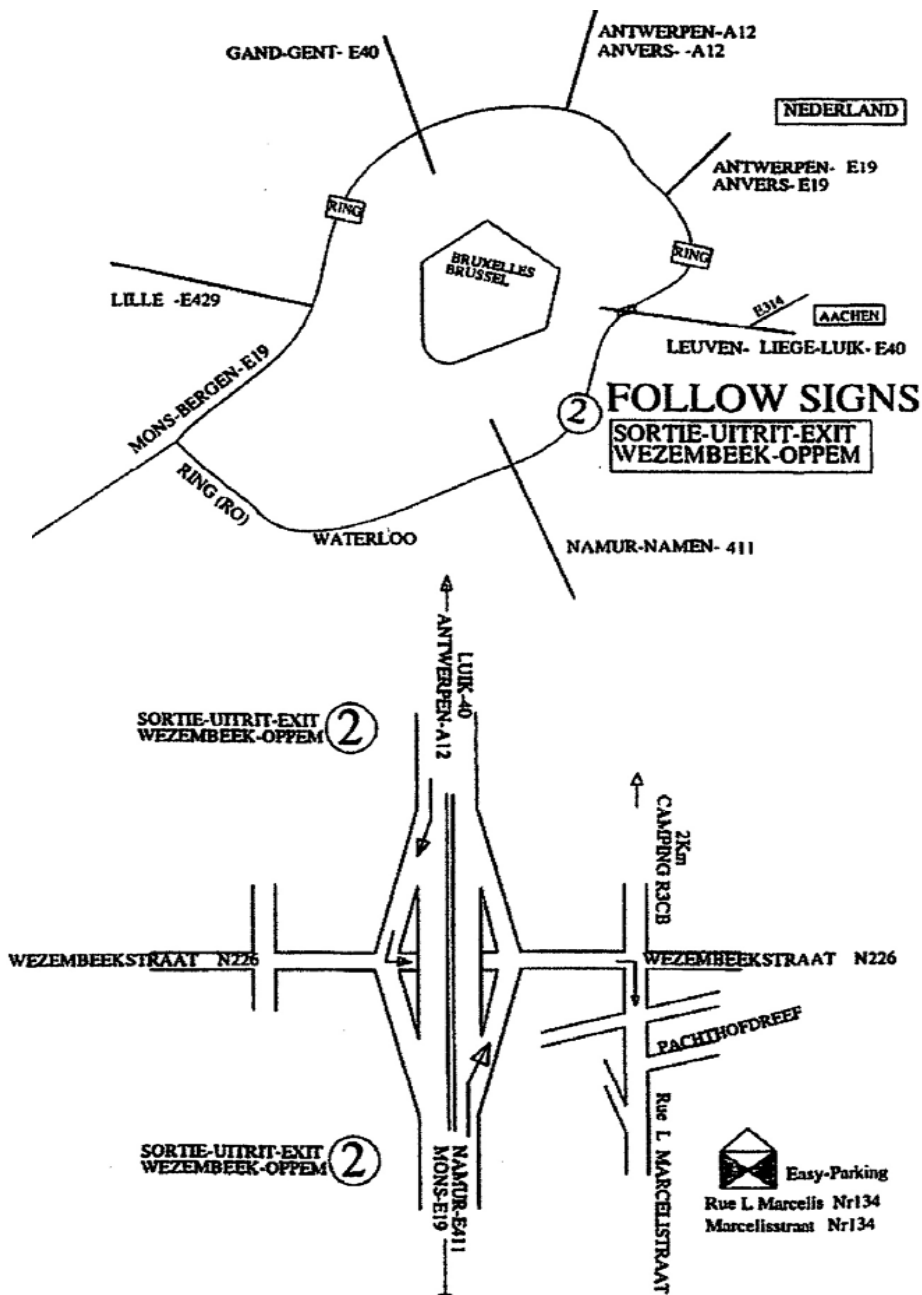 ANTWERPEN-A12
ANVERS- -A12
GAND-GENT- E40
NEDERLAND
ANTWERPEN- E19
ANVERS-E19
RING
RING
BRUXELLES
BRUSSEL
LILLE -E429
E314
AACHEN
LEUVEN- LIEGE-LUIK- E40
MONS-BERGEN-E19
2
FOLLOW SIGNS
SORTIE-UITRIT-EXIT
WEZEMBEEK-OPPEM
RING (RO)
WATERLOO
NAMUR-NAMEN- 411
LUIK-40
ANTWERPEN-A12
SORTIE-UITRIT-EXIT
WEZEMBEEK-OPPEM
2
2Km
CAMPING R3CB
WEZEMBEEKSTRAAT N226
WEZEMBEEKSTRAAT N226
PACHTHOFDREEF
SORTIE-UITRIT-EXIT
WEZEMBEEK-OPPEM
2
NAMUR-E411
MONS-E19
Rue L MARCELISTRAAT
Easy-Parking
Rue L. Marcelis Nr134
Marcelisstraat Nr134